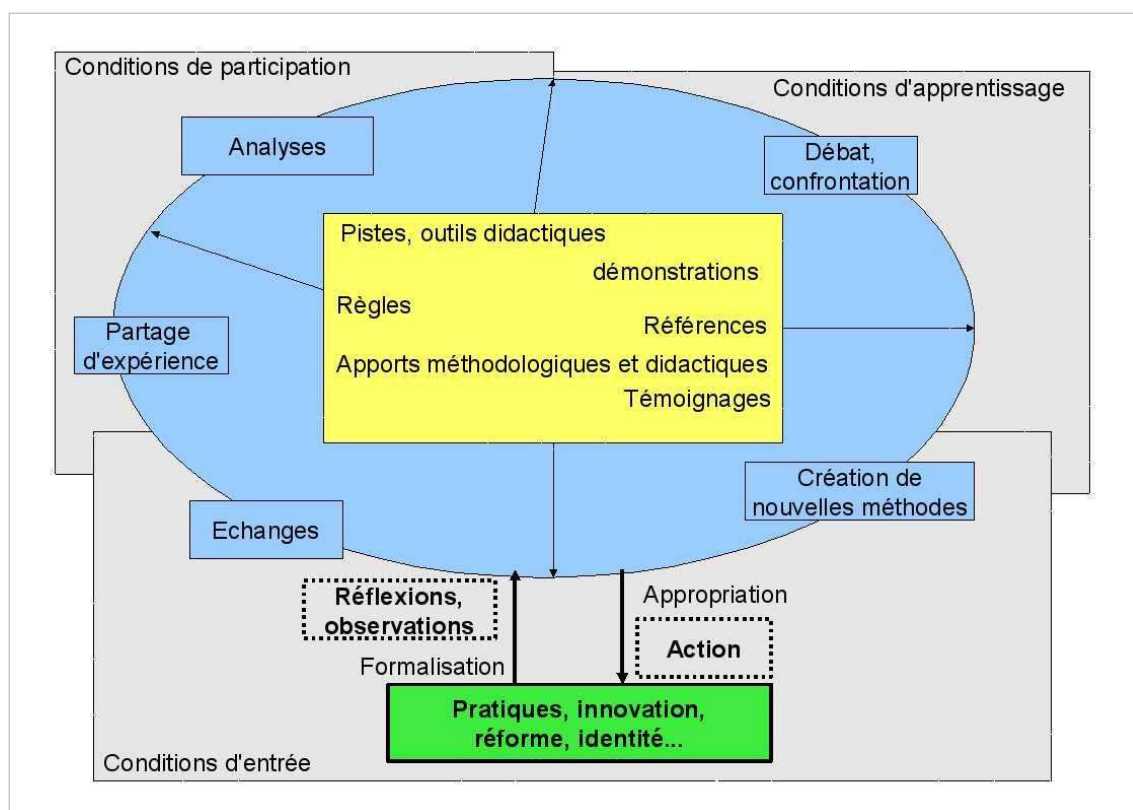 Conditions de participation
Conditions d'apprentissage
Analyses
Débat,
confrontation
Pistes, outils didactiques
démonstrations
Règles
Références
Partage
d'expérience
Apports méthodologiques et didactiques
Témoignages
Création de
nouvelles méthodes
Echanges
Réflexions,
observations
Appropriation
Action
Formalisation
Pratiques, innovation,
réforme, identité...
Conditions d'entrée